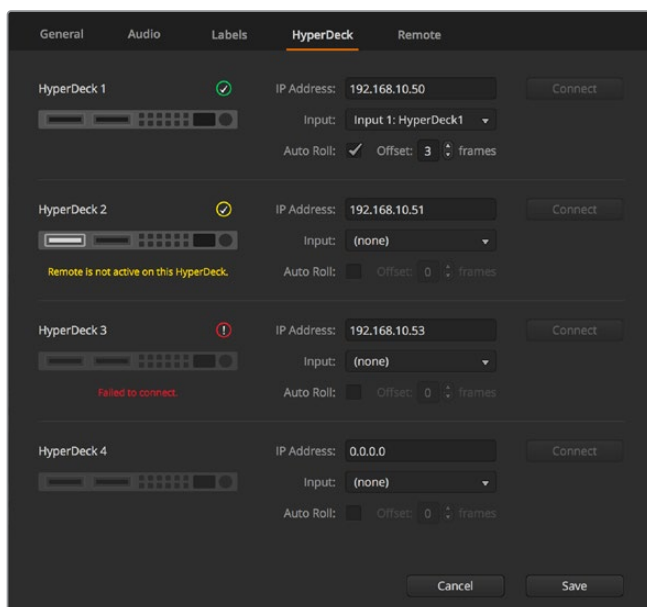 General Audio Labels HyperDeck Remote
HyperDeck 1 IP Address: 192.168.10.50 Connect
Input: Input 1: HyperDeck1
Auto Roll: Offset: 3 frames
HyperDeck 2 IP Address: 192.168.10.51 Connect
Input: (none)
Remote is not active on this HyperDeck. Auto Roll: Offset: 0 frames
HyperDeck 3 IP Address: 192.168.10.53 Connect
Input: (none)
Failed to connect. Auto Roll: Offset: 0 frames
HyperDeck 4 IP Address: 0.0.0.0 Connect
Input: (none)
Auto Roll: Offset: 0 frames
Cancel Save